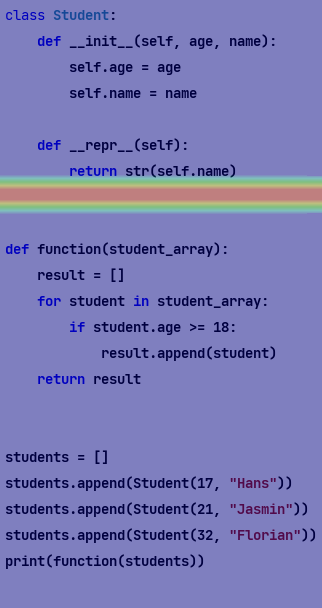 class Student:
    def __init__(self, age, name):
        self.age = age
        self.name = name

    def __repr__(self):
        return str(self.name)

def function(student_array):
    result = []
    for student in student_array:
        if student.age >= 18:
            result.append(student)
    return result

students = []
students.append(Student(17, "Hans"))
students.append(Student(21, "Jasmin"))
students.append(Student(32, "Florian"))
print(function(students))